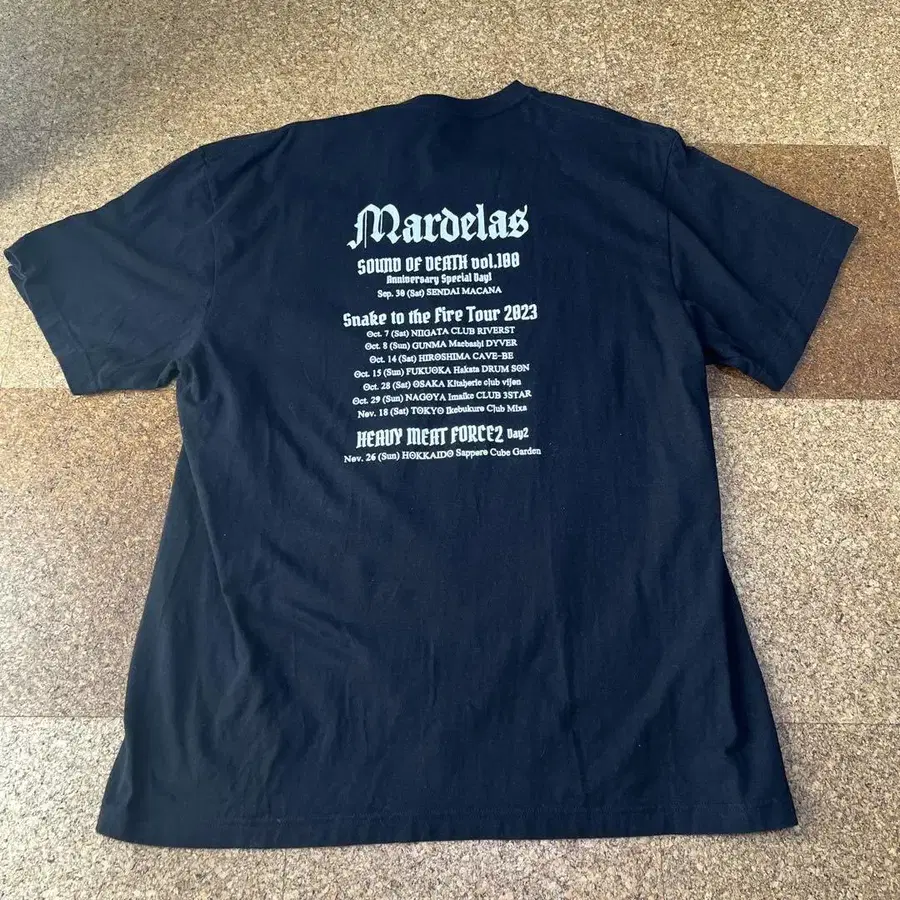 Mardelas
SOUND OF DEATH vol.100
Anniversary Special Day1
Sep. 30 (Sat) SENDAI MACANA
Snake to the Fire Tour 2023
Oct. 7 (Sat) NIIGATA CLUB RIVERST
Oct. 8 (Sun) GUNMA Maebashi DYVER
Oct. 14 (Sat) HIROSHIMA CAVE-BE
Oct. 15 (Sun) FUKUOKA Hakata DRUM SON
Oct. 28 (Sat) OSAKA Kitahorie club vijon
Oct. 29 (Sun) NAGOYA Imaike CLUB 3STAR
Nov. 18 (Sat) TOKYO Ikebukuro Club Mixa
HEAVY MEAT FORCE2 Day2
Nov. 26 (Sun) HOKKAIDO Sapporo Cube Garden